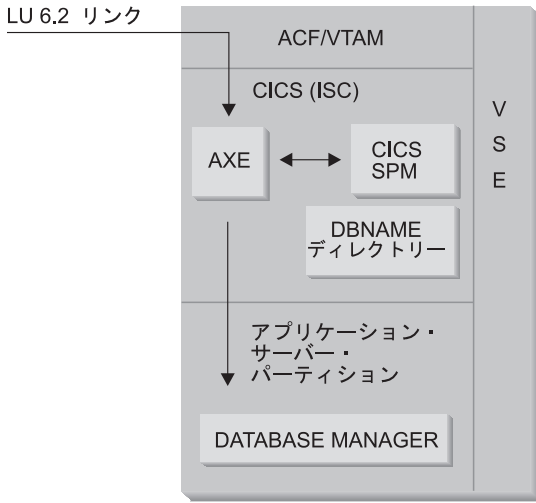 LU 6.2 リンク
ACF/VTAM
CICS (ISC)
V
S
E
AXE
CICS
SPM
DBNAME
ディレクトリー
アプリケーション・
サーバー・
パーティション
DATABASE MANAGER